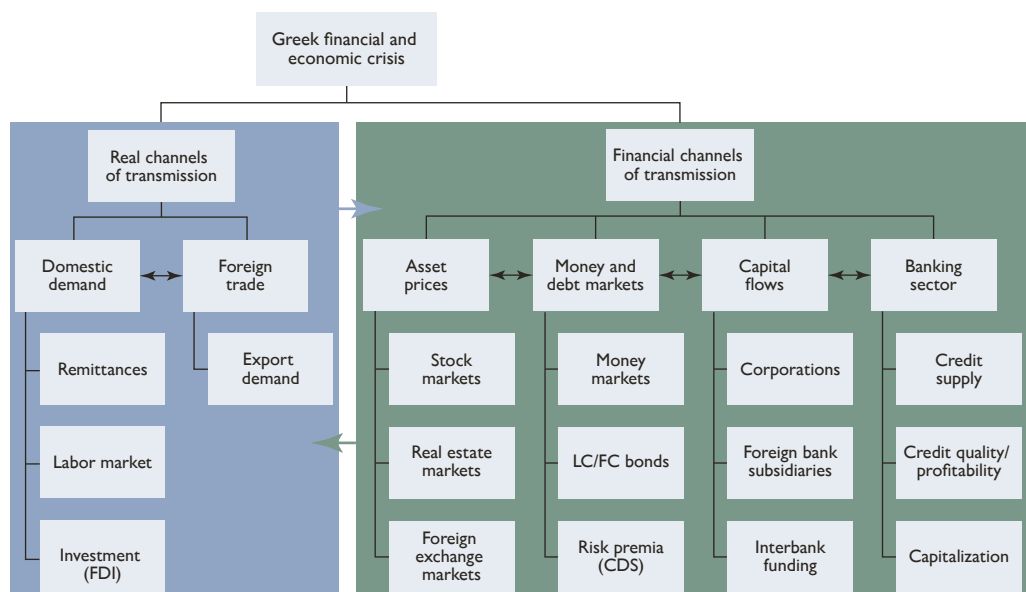 Greek financial and
economic crisis
Real channels
of transmission
Domestic
demand
Foreign
trade
Remittances
Export
demand
Labor market
Investment
(FDI)
Financial channels
of transmission
Asset
prices
Money and
debt markets
Capital
flows
Banking
sector
Stock
markets
Money
markets
Corporations
Credit
supply
Real estate
markets
LC/FC bonds
Foreign bank
subsidiaries
Credit quality/
profitability
Foreign
exchange
markets
Risk premia
(CDS)
Interbank
funding
Capitalization